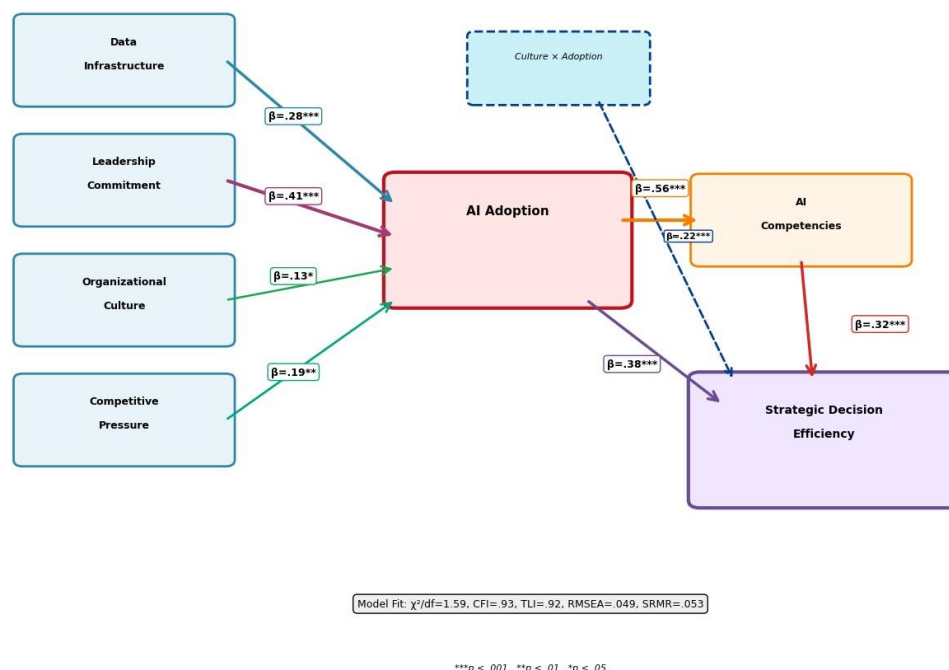 Data
Infrastructure
Culture × Adoption
β=.28***
Leadership
Commitment
β=.41***
AI Adoption
β=.56***
AI
Competencies
β=.22***
Organizational
Culture
β=.13*
β=.32***
β=.38***
Competitive
Pressure
β=.19**
Strategic Decision
Efficiency
Model Fit: χ²/df=1.59, CFI=.93, TLI=.92, RMSEA=.049, SRMR=.053
***p < .001, **p < .01, *p < .05